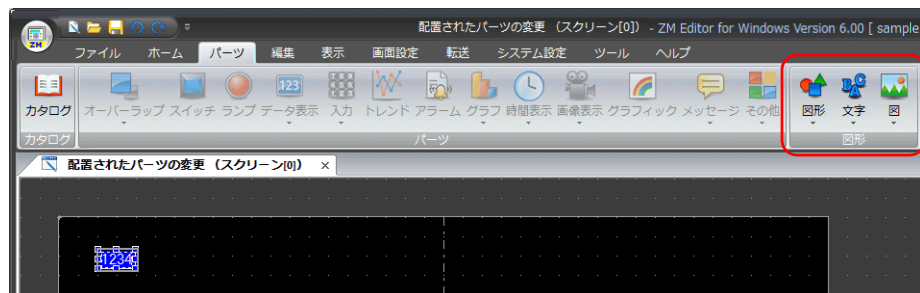 配置されたパーツの変更 (スクリーン[0]) - ZM Editor for Windows Version 6.00 [ sample
ZM
ファイル ホーム パーツ 編集 表示 画面設定 転送 システム設定 ツール ヘルプ
123
カタログ オーバーラップ スイッチ ランプ データ表示 入力 トレンド アラーム グラフ 時間表示 画像表示 グラフィック メッセージ その他 図形 文字 図
カタログ パーツ 図形
配置されたパーツの変更 (スクリーン[0]) ×
1234